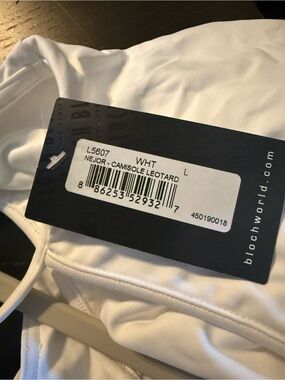 L5607 WHT L
NEJOR - CAMISOLE LEOTARD
8 86253 52932 7
450190018
blochworld.com